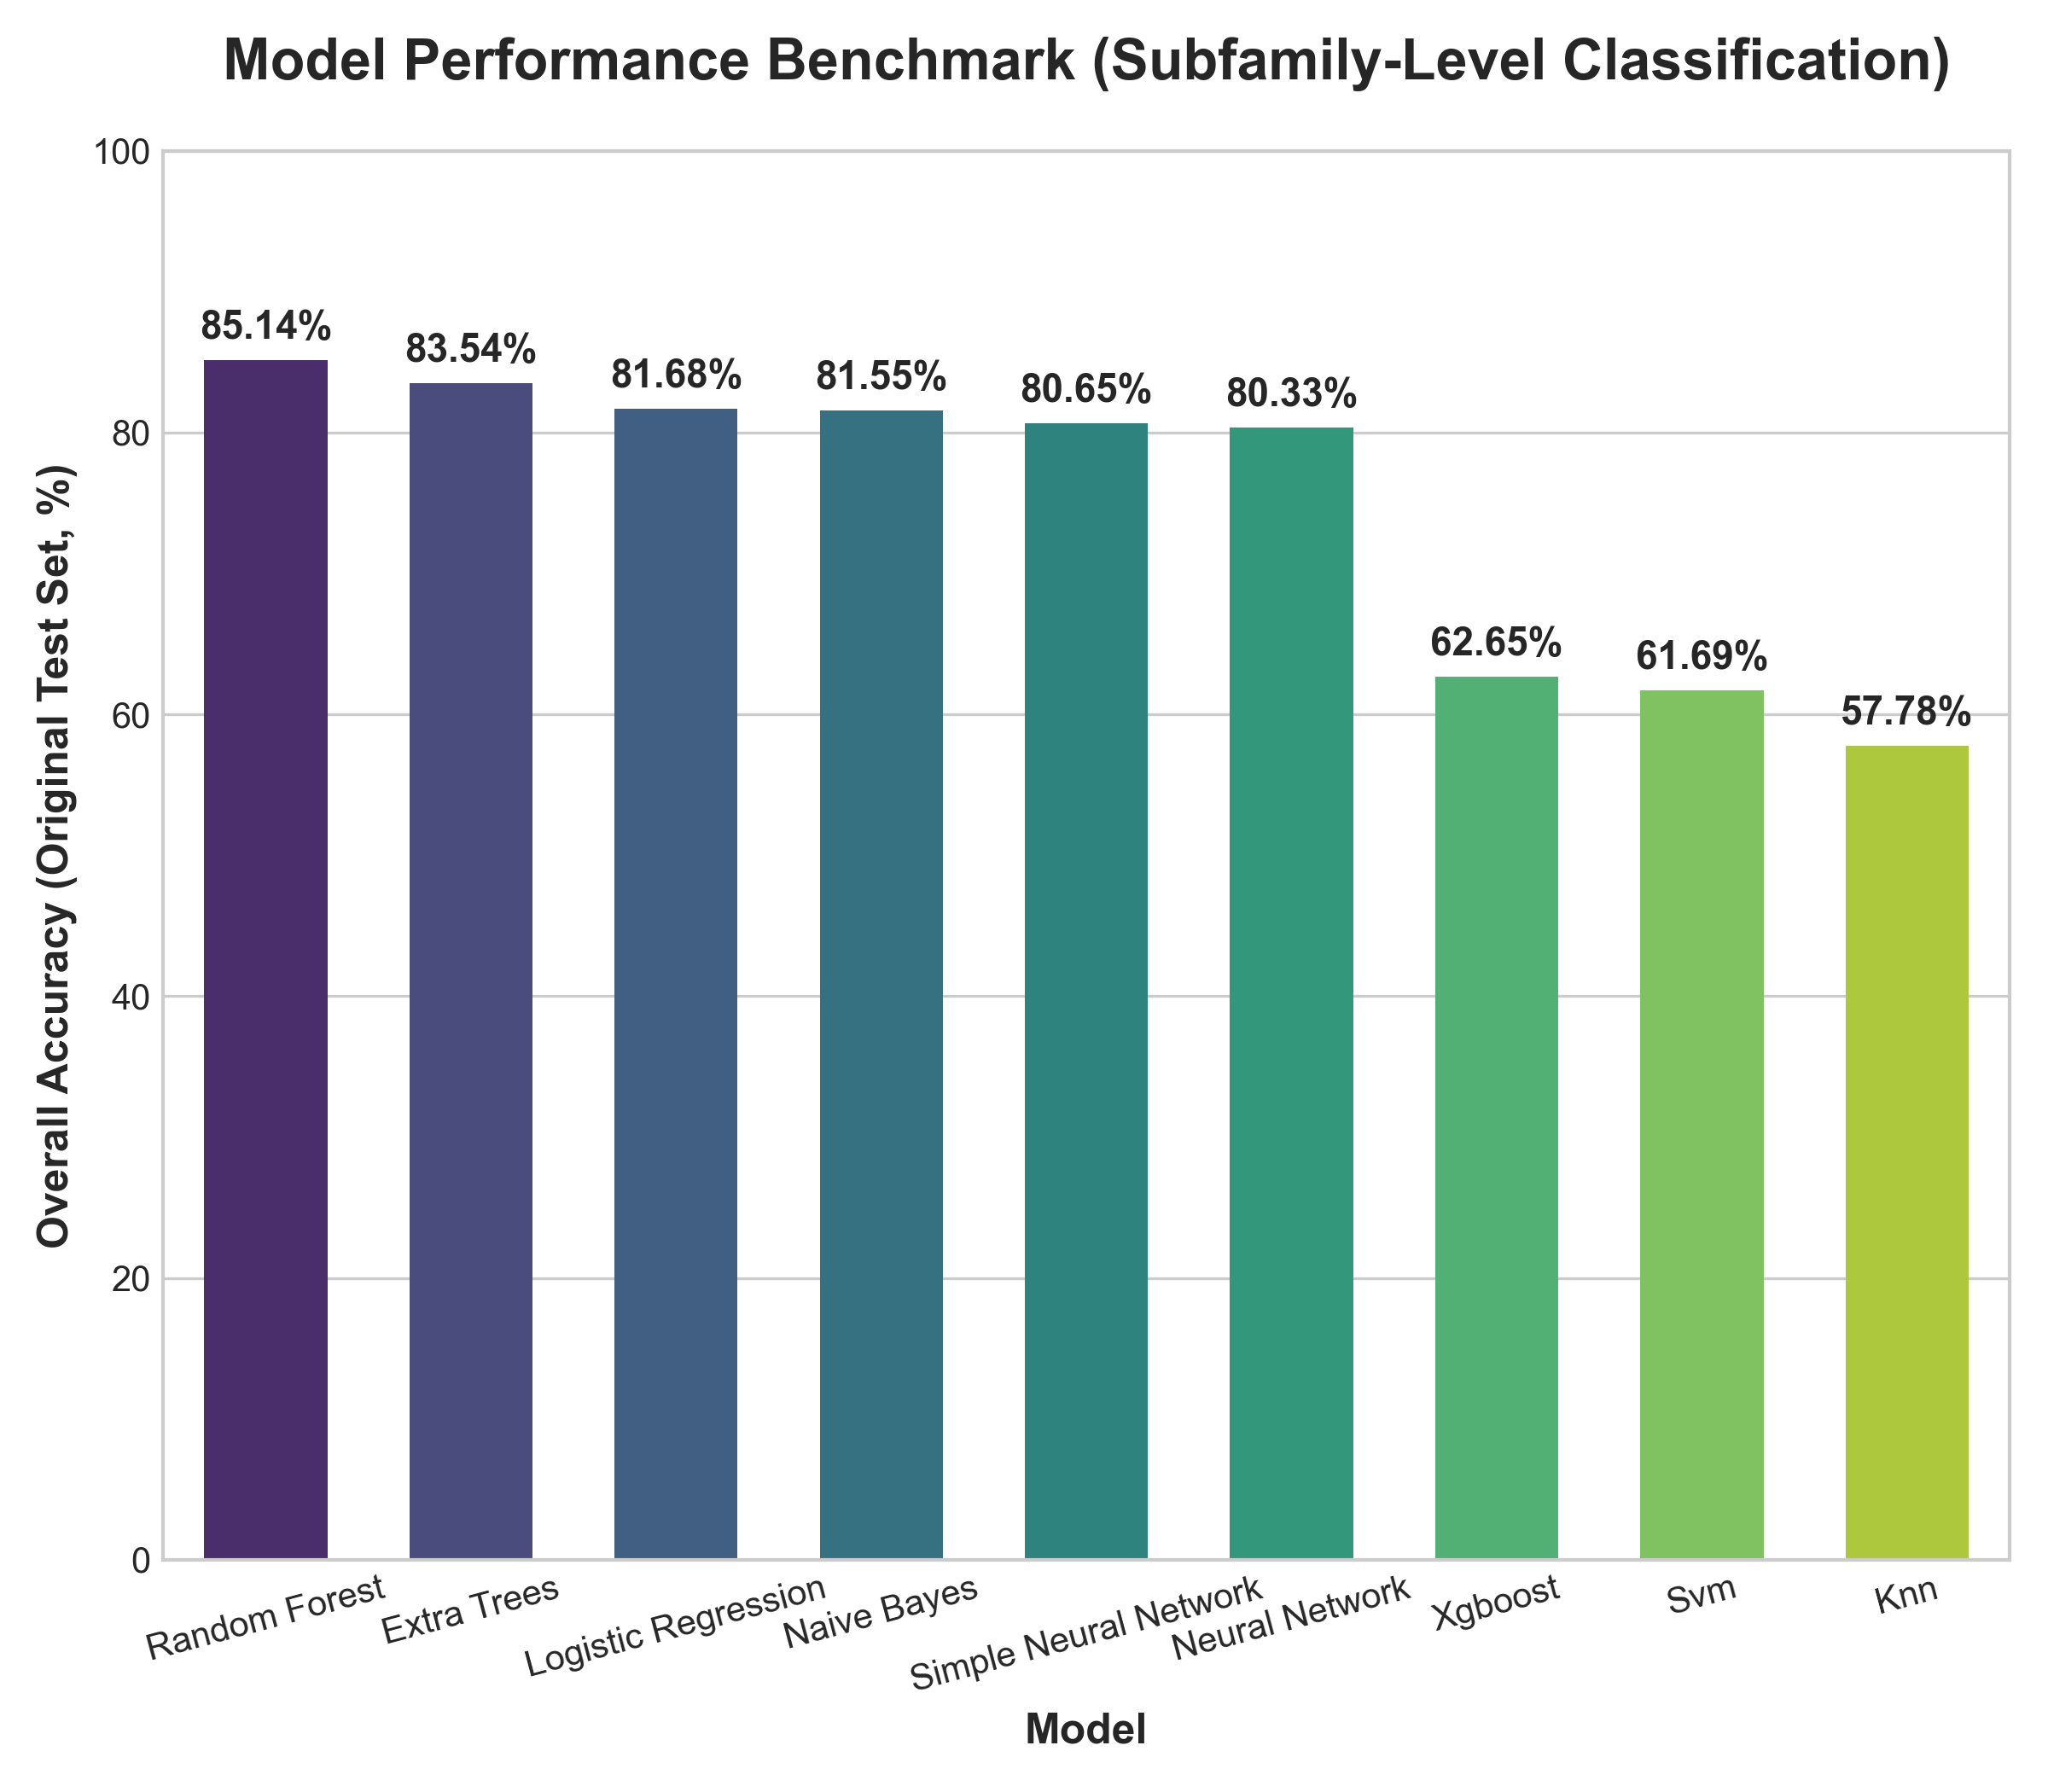 Model Performance Benchmark (Subfamily-Level Classification)
Overall Accuracy (Original Test Set, %)
100
80
60
40
20
0
85.14%
83.54%
81.68%
81.55%
80.65%
80.33%
62.65%
61.69%
57.78%
Random Forest
Extra Trees
Logistic Regression
Naive Bayes
Simple Neural Network
Neural Network
Xgboost
Svm
Knn
Model